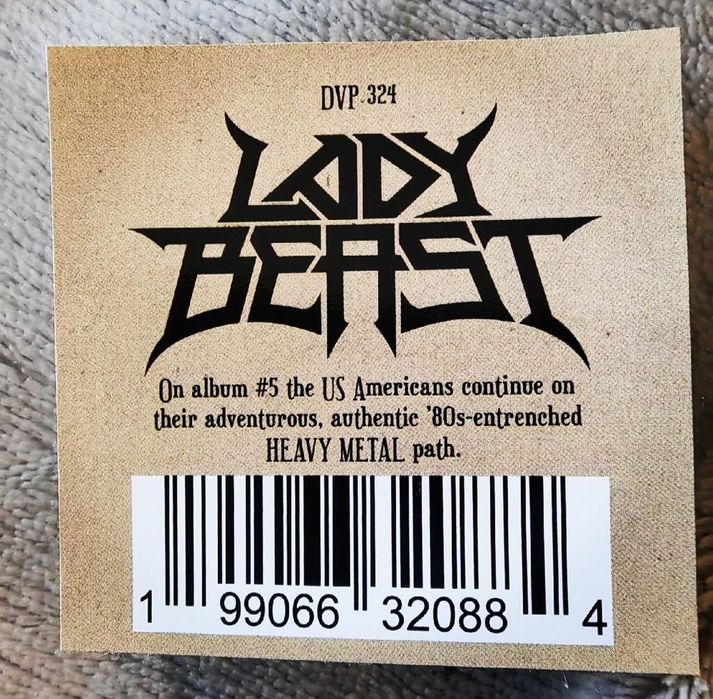 DVP 324
LADY
BEAST
On album #5 the US Americans continue on
their adventurous, authentic '80s-entrenched
HEAVY METAL path.
1 99066 32088 4